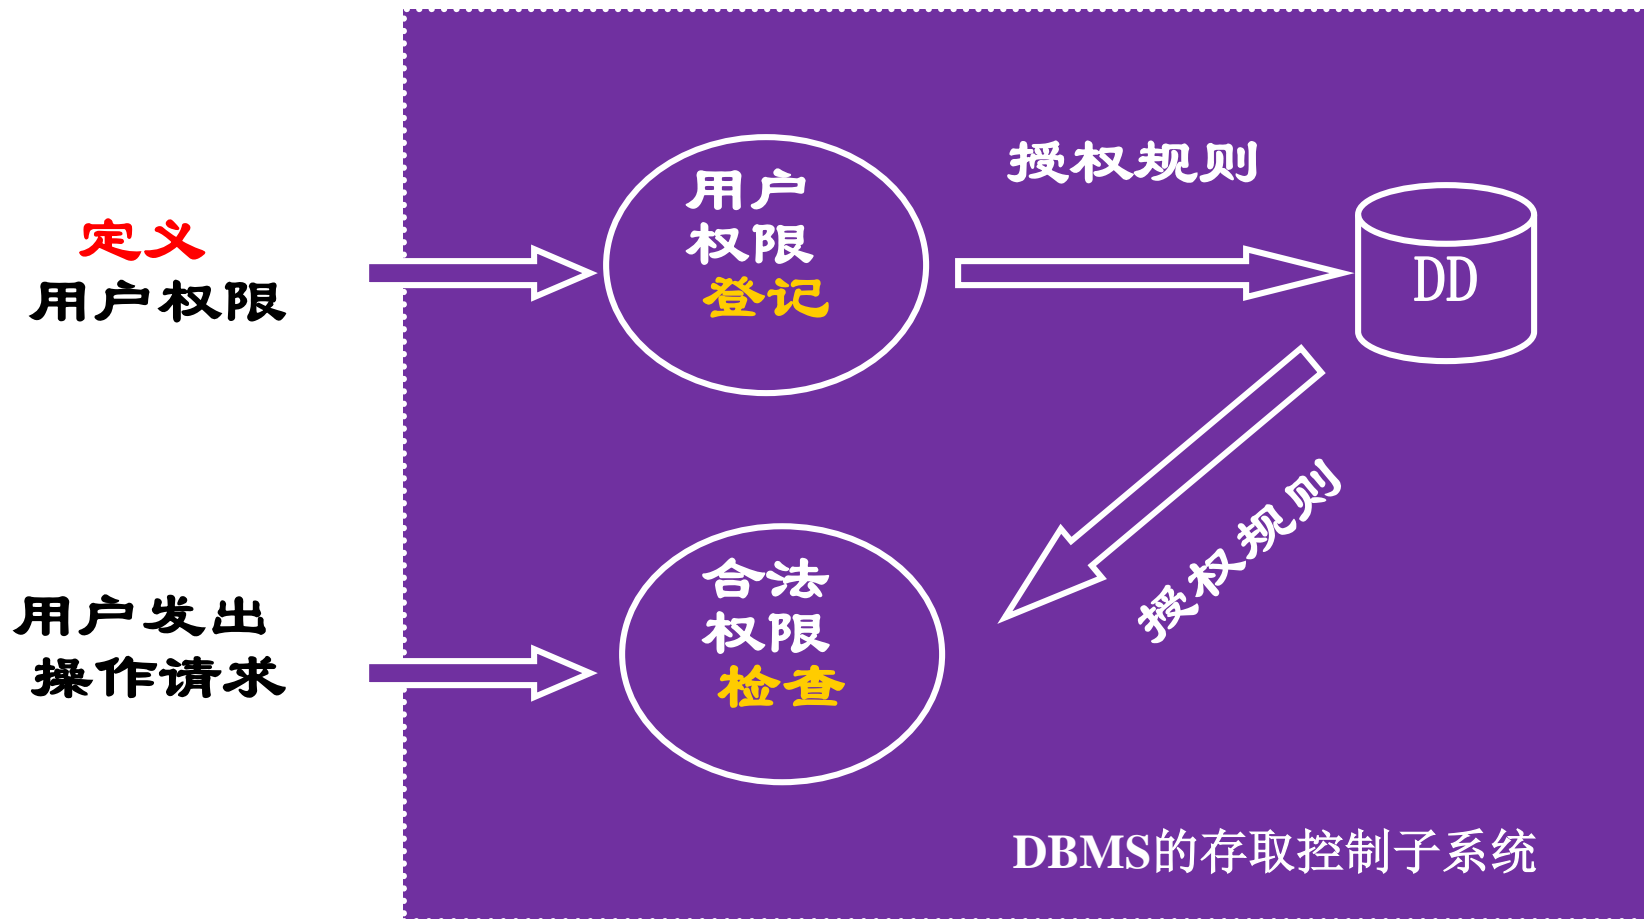 定义
用户权限
用户
权限
登记
授权规则
DD
授权规则
用户发出
操作请求
合法
权限
检查
DBMS的存取控制子系统